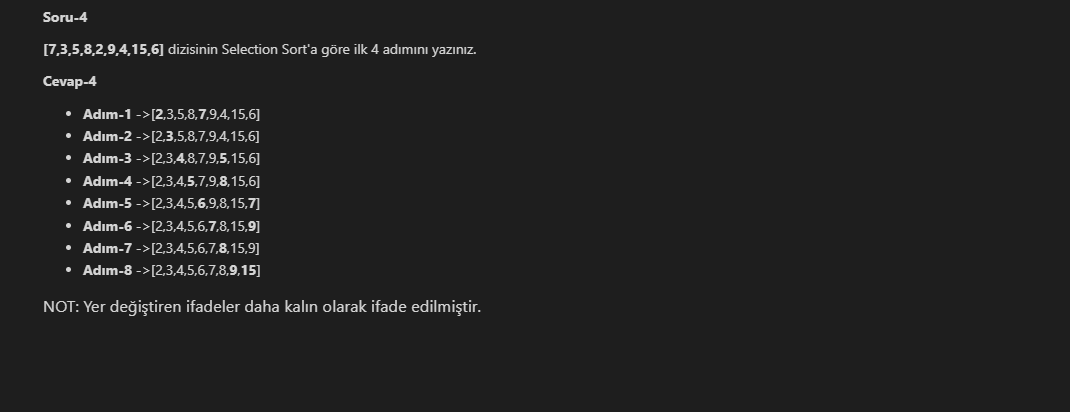 Soru-4
[7,3,5,8,2,9,4,15,6] dizisinin Selection Sort'a göre ilk 4 adımını yazınız.
Cevap-4
• Adım-1 ->[2,3,5,8,7,9,4,15,6]
• Adım-2 ->[2,3,5,8,7,9,4,15,6]
• Adım-3 ->[2,3,4,8,7,9,5,15,6]
• Adım-4 ->[2,3,4,5,7,9,8,15,6]
• Adım-5 ->[2,3,4,5,6,9,8,15,7]
• Adım-6 ->[2,3,4,5,6,7,8,15,9]
• Adım-7 ->[2,3,4,5,6,7,8,15,9]
• Adım-8 ->[2,3,4,5,6,7,8,9,15]
NOT: Yer değiştiren ifadeler daha kalın olarak ifade edilmiştir.